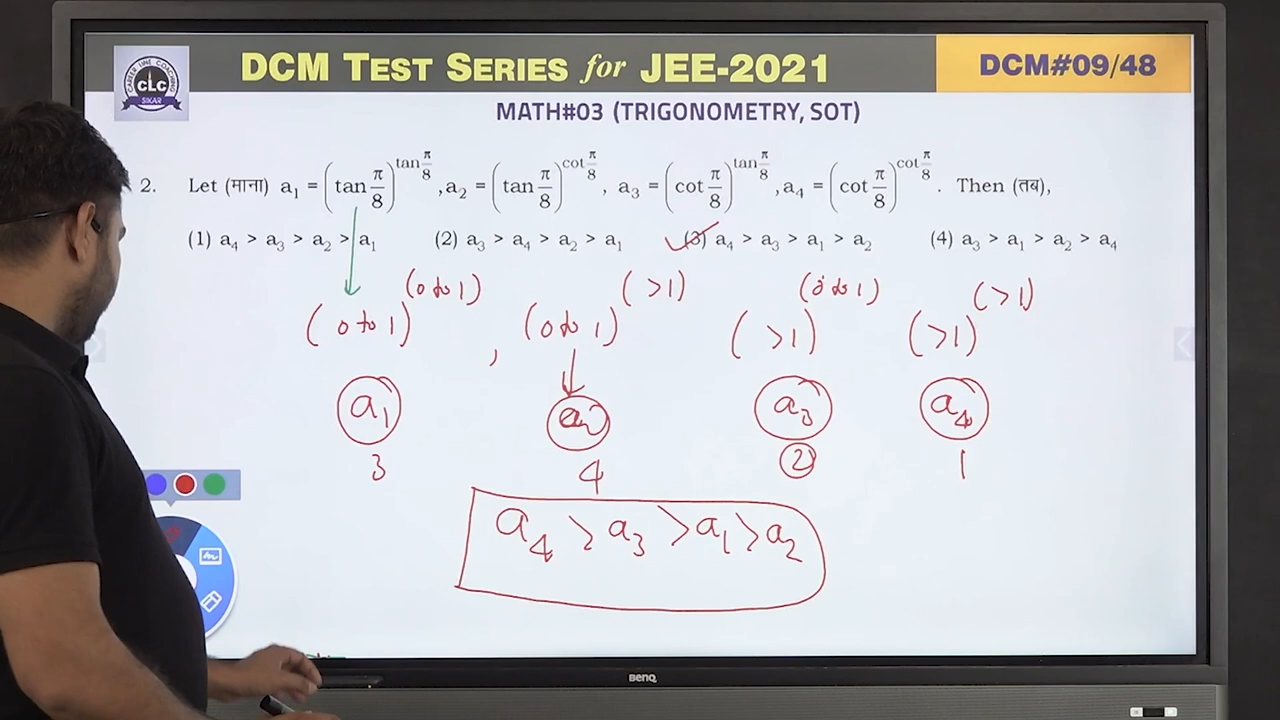 DCM TEST SERIES for JEE-2021 DCM#09/48
CAREER LINE COACHING CLC SIKAR
MATH#03 (TRIGONOMETRY, SOT)
2. Let (माना) a₁ = (tan π/8)^(tan π/8), a₂ = (tan π/8)^(cot π/8), a₃ = (cot π/8)^(tan π/8), a₄ = (cot π/8)^(cot π/8). Then (तब),
(1) a₄ > a₃ > a₂ > a₁ (2) a₃ > a₄ > a₂ > a₁ (3) a₄ > a₃ > a₁ > a₂ (4) a₃ > a₁ > a₂ > a₄
(0 to 1)^(0 to 1) , (0 to 1)^(>1) (>1)^(0 to 1) (>1)^(>1)
a₁ a₂ a₃ a₄
3 4 2 1
a₄ > a₃ > a₁ > a₂
BenQ